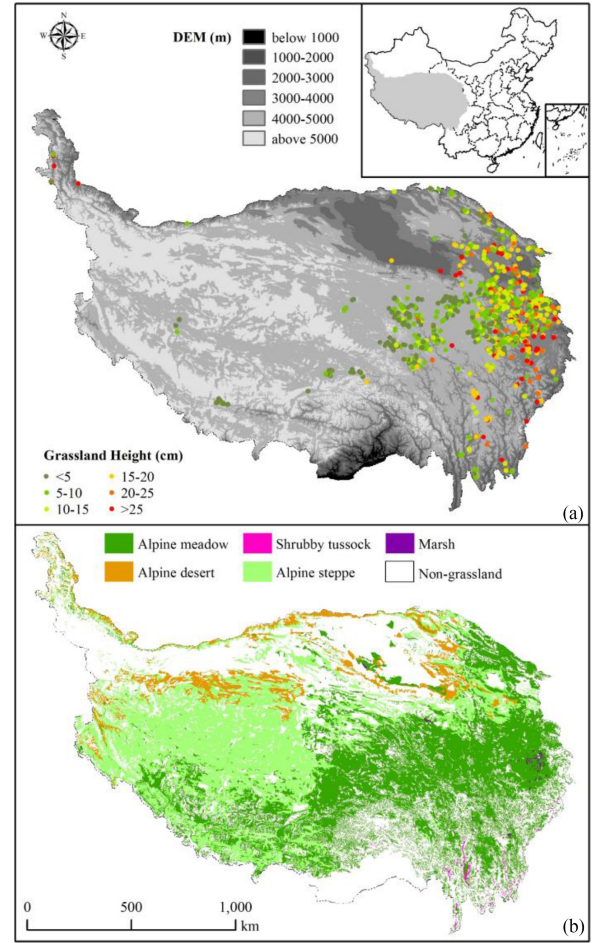 (a)
N
W E
S
DEM (m)
below 1000
1000-2000
2000-3000
3000-4000
4000-5000
above 5000
Grassland Height (cm)
<5
5-10
10-15
15-20
20-25
>25
(b)
Alpine meadow
Shrubby tussock
Marsh
Alpine desert
Alpine steppe
Non-grassland
0 500 1,000
km